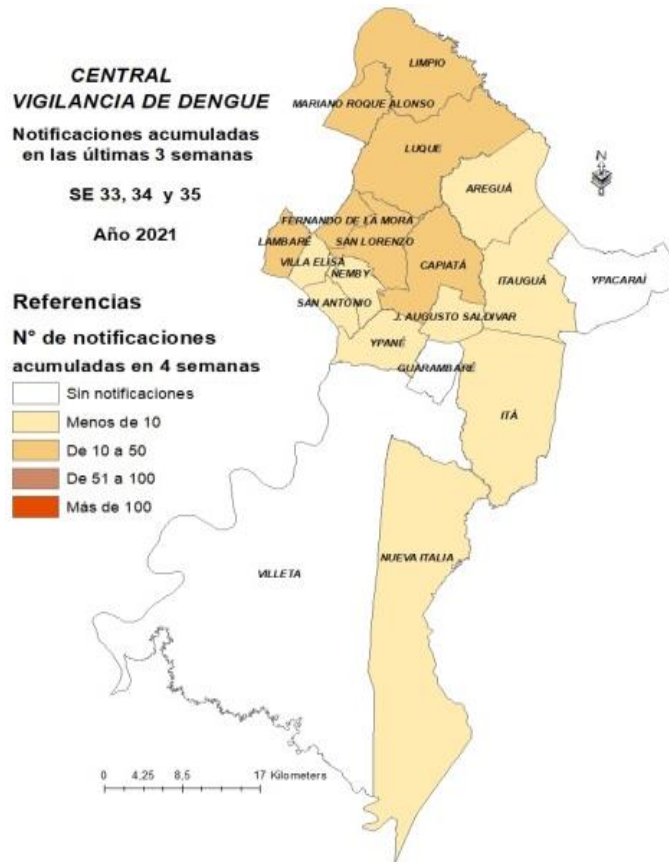 CENTRAL
VIGILANCIA DE DENGUE
Notificaciones acumuladas
en las últimas 3 semanas
SE 33, 34 y 35
Año 2021
Referencias
N° de notificaciones
acumuladas en 4 semanas
Sin notificaciones
Menos de 10
De 10 a 50
De 51 a 100
Más de 100
LIMPIO
MARIANO ROQUE ALONSO
LUQUE
N
AREGUÁ
FERNANDO DE LA MORA
LAMBARÉ
SAN LORENZO
VILLA ELISA
CAPIATÁ
ITAUGUÁ
YPACARAÍ
ÑEMBY
SAN ANTONIO
J. AUGUSTO SALDIVAR
YPANÉ
GUARAMBARÉ
ITÁ
NUEVA ITALIA
VILLETA
0 4,25 8,5 17 Kilometers